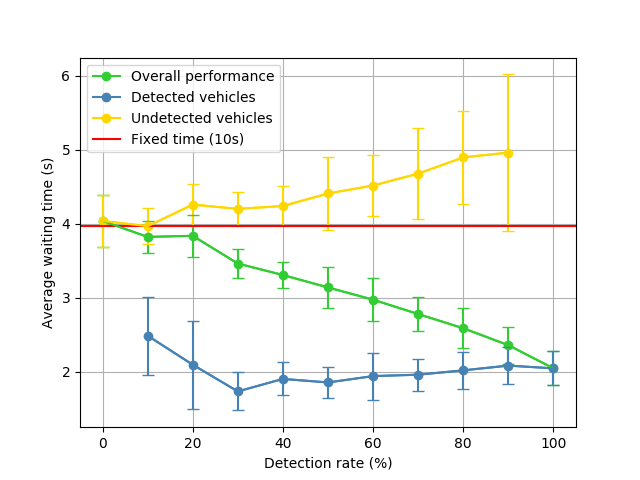 Overall performance
Detected vehicles
Undetected vehicles
Fixed time (10s)
Average waiting time (s)
6
5
4
3
2
0
20
40
60
80
100
Detection rate (%)